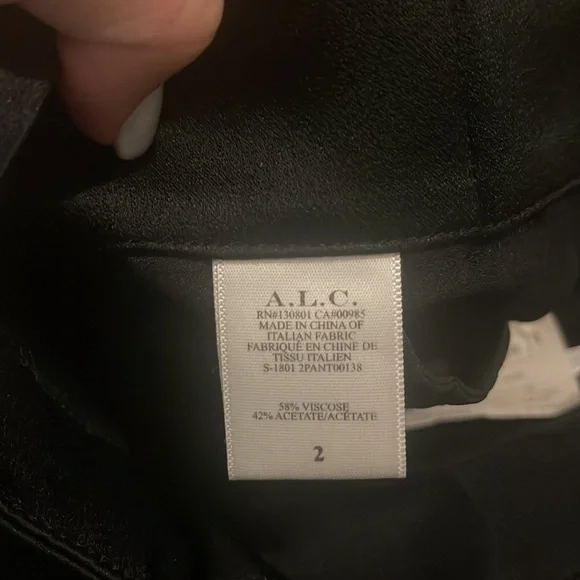 A.L.C.
RN#130801 CA#00985
MADE IN CHINA OF
ITALIAN FABRIC
FABRIQUÉ EN CHINE DE
TISSU ITALIEN
S-1801 2PANT00138
58% VISCOSE
42% ACETATE/ACÉTATE
2